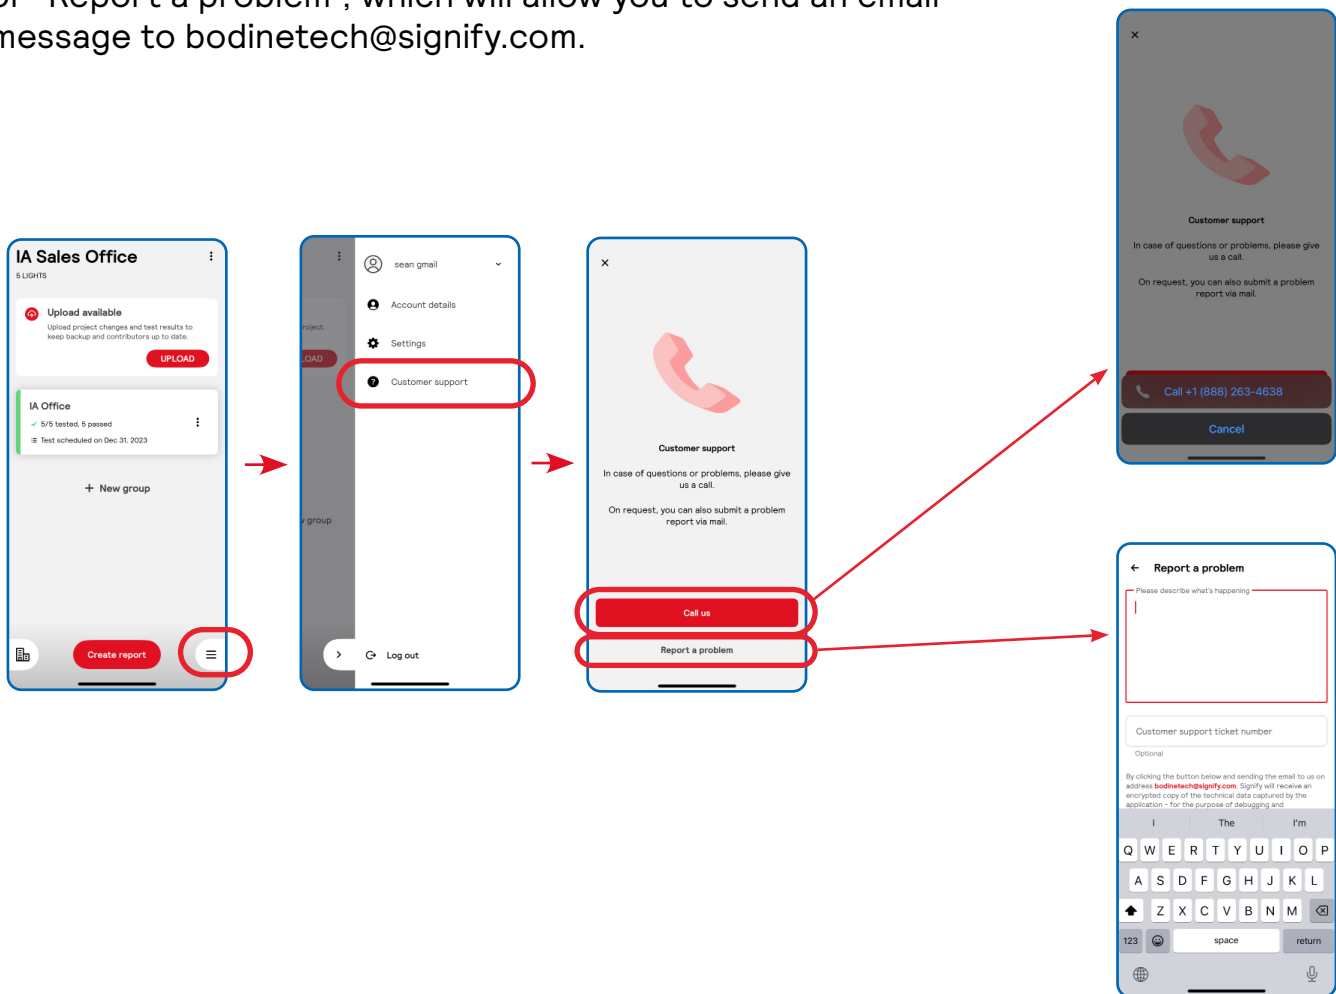 or "Report a problem", which will allow you to send an email
message to bodinetech@signify.com.
IA Sales Office
5 LIGHTS
Upload available
Upload project changes and test results to
keep backup and contributors up to date.
UPLOAD
IA Office
5/5 tested, 5 passed
Test scheduled on Dec 31, 2023
+ New group
Create report
roject.
OAD
group
sean gmail
Account details
Settings
Customer support
Log out
Customer support
In case of questions or problems, please give
us a call.
On request, you can also submit a problem
report via mail.
Call us
Report a problem
Customer support
In case of questions or problems, please give
us a call.
On request, you can also submit a problem
report via mail.
Call +1 (888) 263-4638
Cancel
Report a problem
Please describe what's happening
Customer support ticket number
Optional
By clicking the button below and sending the email to us on
address bodinetech@signify.com, Signify will receive an
encrypted copy of the technical data captured by the
application - for the purpose of debugging and
I The I'm
Q W E R T Y U I O P
A S D F G H J K L
Z X C V B N M
123 space return